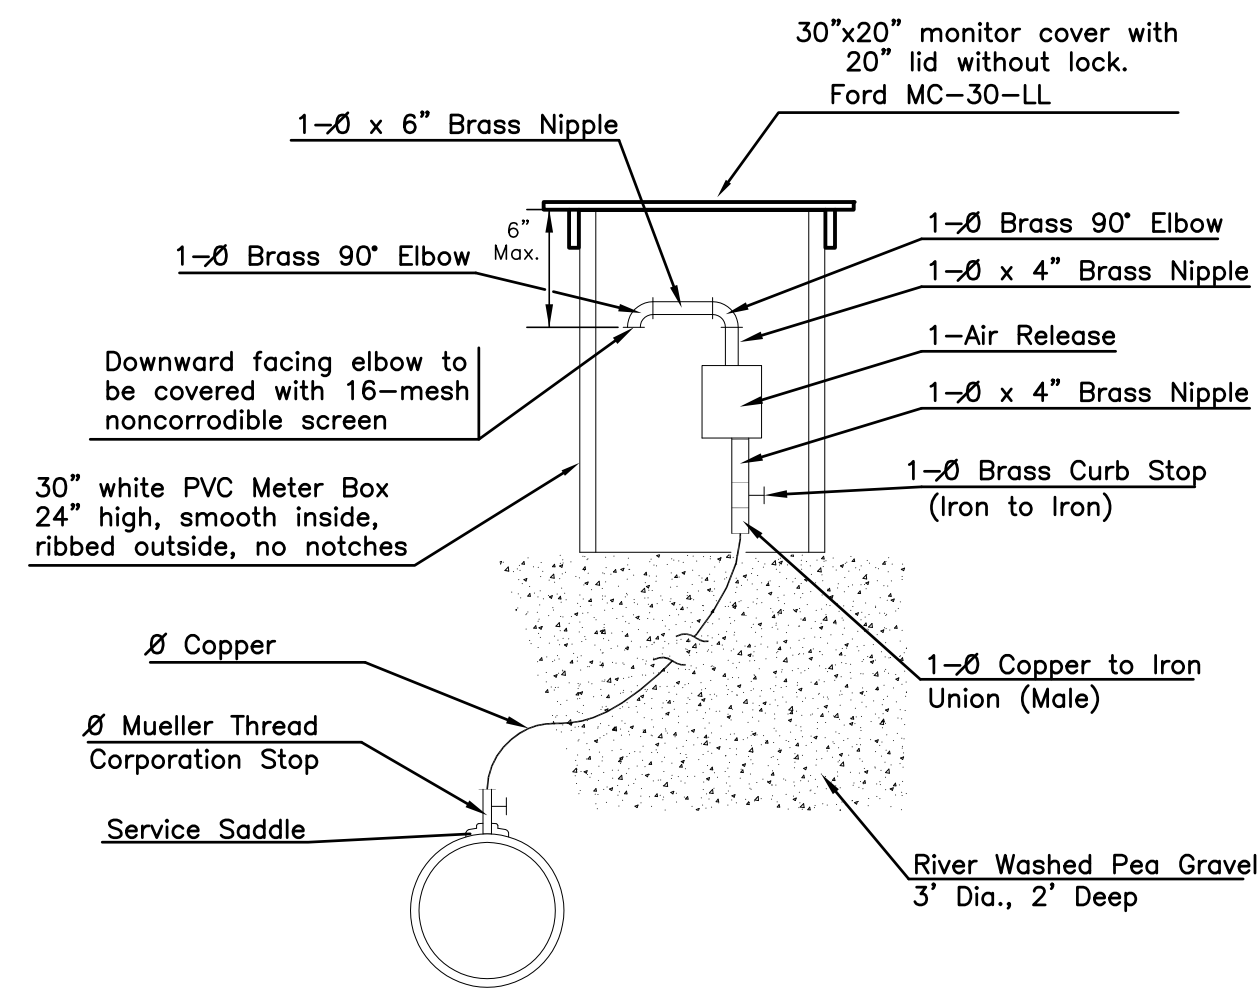 30"x20" monitor cover with
20" lid without lock.
Ford MC-30-LL
1-Ø x 6" Brass Nipple
1-Ø Brass 90° Elbow
6"
Max.
1-Ø Brass 90° Elbow
1-Ø x 4" Brass Nipple
1-Air Release
Downward facing elbow to
be covered with 16-mesh
noncorrodible screen
1-Ø x 4" Brass Nipple
1-Ø Brass Curb Stop
(Iron to Iron)
30" white PVC Meter Box
24" high, smooth inside,
ribbed outside, no notches
Ø Copper
1-Ø Copper to Iron
Union (Male)
Ø Mueller Thread
Corporation Stop
Service Saddle
River Washed Pea Gravel
3' Dia., 2' Deep